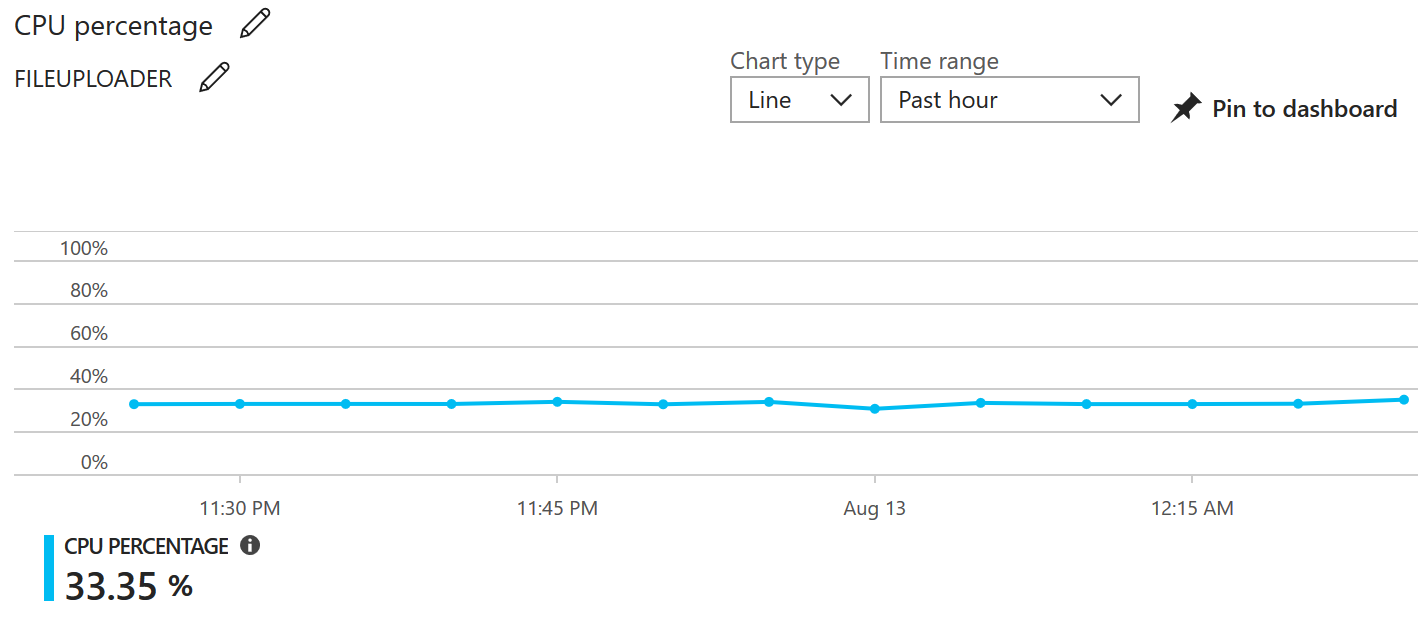 CPU percentage
FILEUPLOADER
Chart type
Time range
Line
Past hour
Pin to dashboard
100%
80%
60%
40%
20%
0%
11:30 PM
11:45 PM
Aug 13
12:15 AM
CPU PERCENTAGE
33.35 %